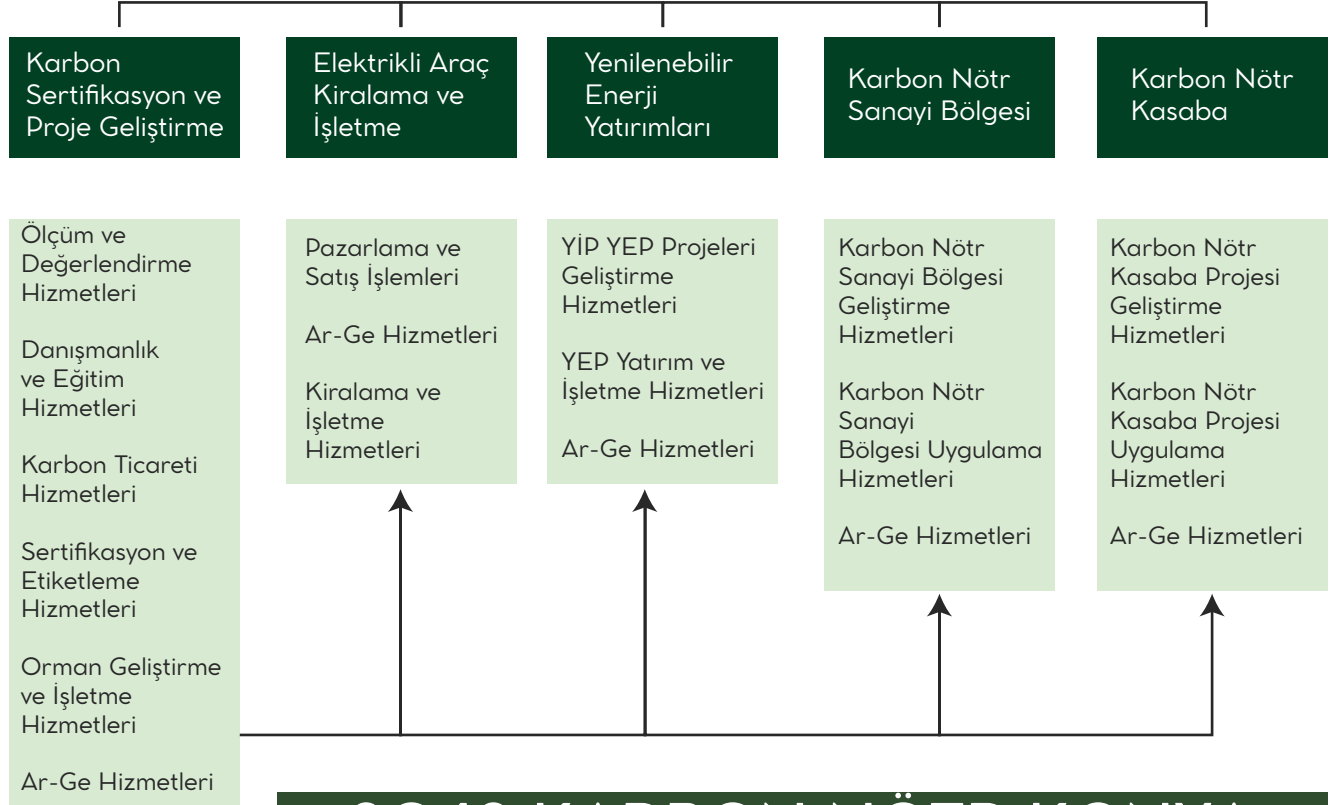 Karbon
Sertifikasyon ve
Proje Geliştirme
Elektrikli Araç
Kiralama ve
İşletme
Yenilenebilir
Enerji
Yatırımları
Karbon Nötr
Sanayi Bölgesi
Karbon Nötr
Kasaba
Ölçüm ve
Değerlendirme
Hizmetleri
Danışmanlık
ve Eğitim
Hizmetleri
Karbon Ticareti
Hizmetleri
Sertifikasyon ve
Etiketleme
Hizmetleri
Orman Geliştirme
ve İşletme
Hizmetleri
Ar-Ge Hizmetleri
Pazarlama ve
Satış İşlemleri
Ar-Ge Hizmetleri
Kiralama ve
İşletme
Hizmetleri
YİP YEP Projeleri
Geliştirme
Hizmetleri
YEP Yatırım ve
İşletme Hizmetleri
Ar-Ge Hizmetleri
Karbon Nötr
Sanayi Bölgesi
Geliştirme
Hizmetleri
Karbon Nötr
Sanayi
Bölgesi Uygulama
Hizmetleri
Ar-Ge Hizmetleri
Karbon Nötr
Kasaba Projesi
Geliştirme
Hizmetleri
Karbon Nötr
Kasaba Projesi
Uygulama
Hizmetleri
Ar-Ge Hizmetleri
KARBON NÖTR KONYA